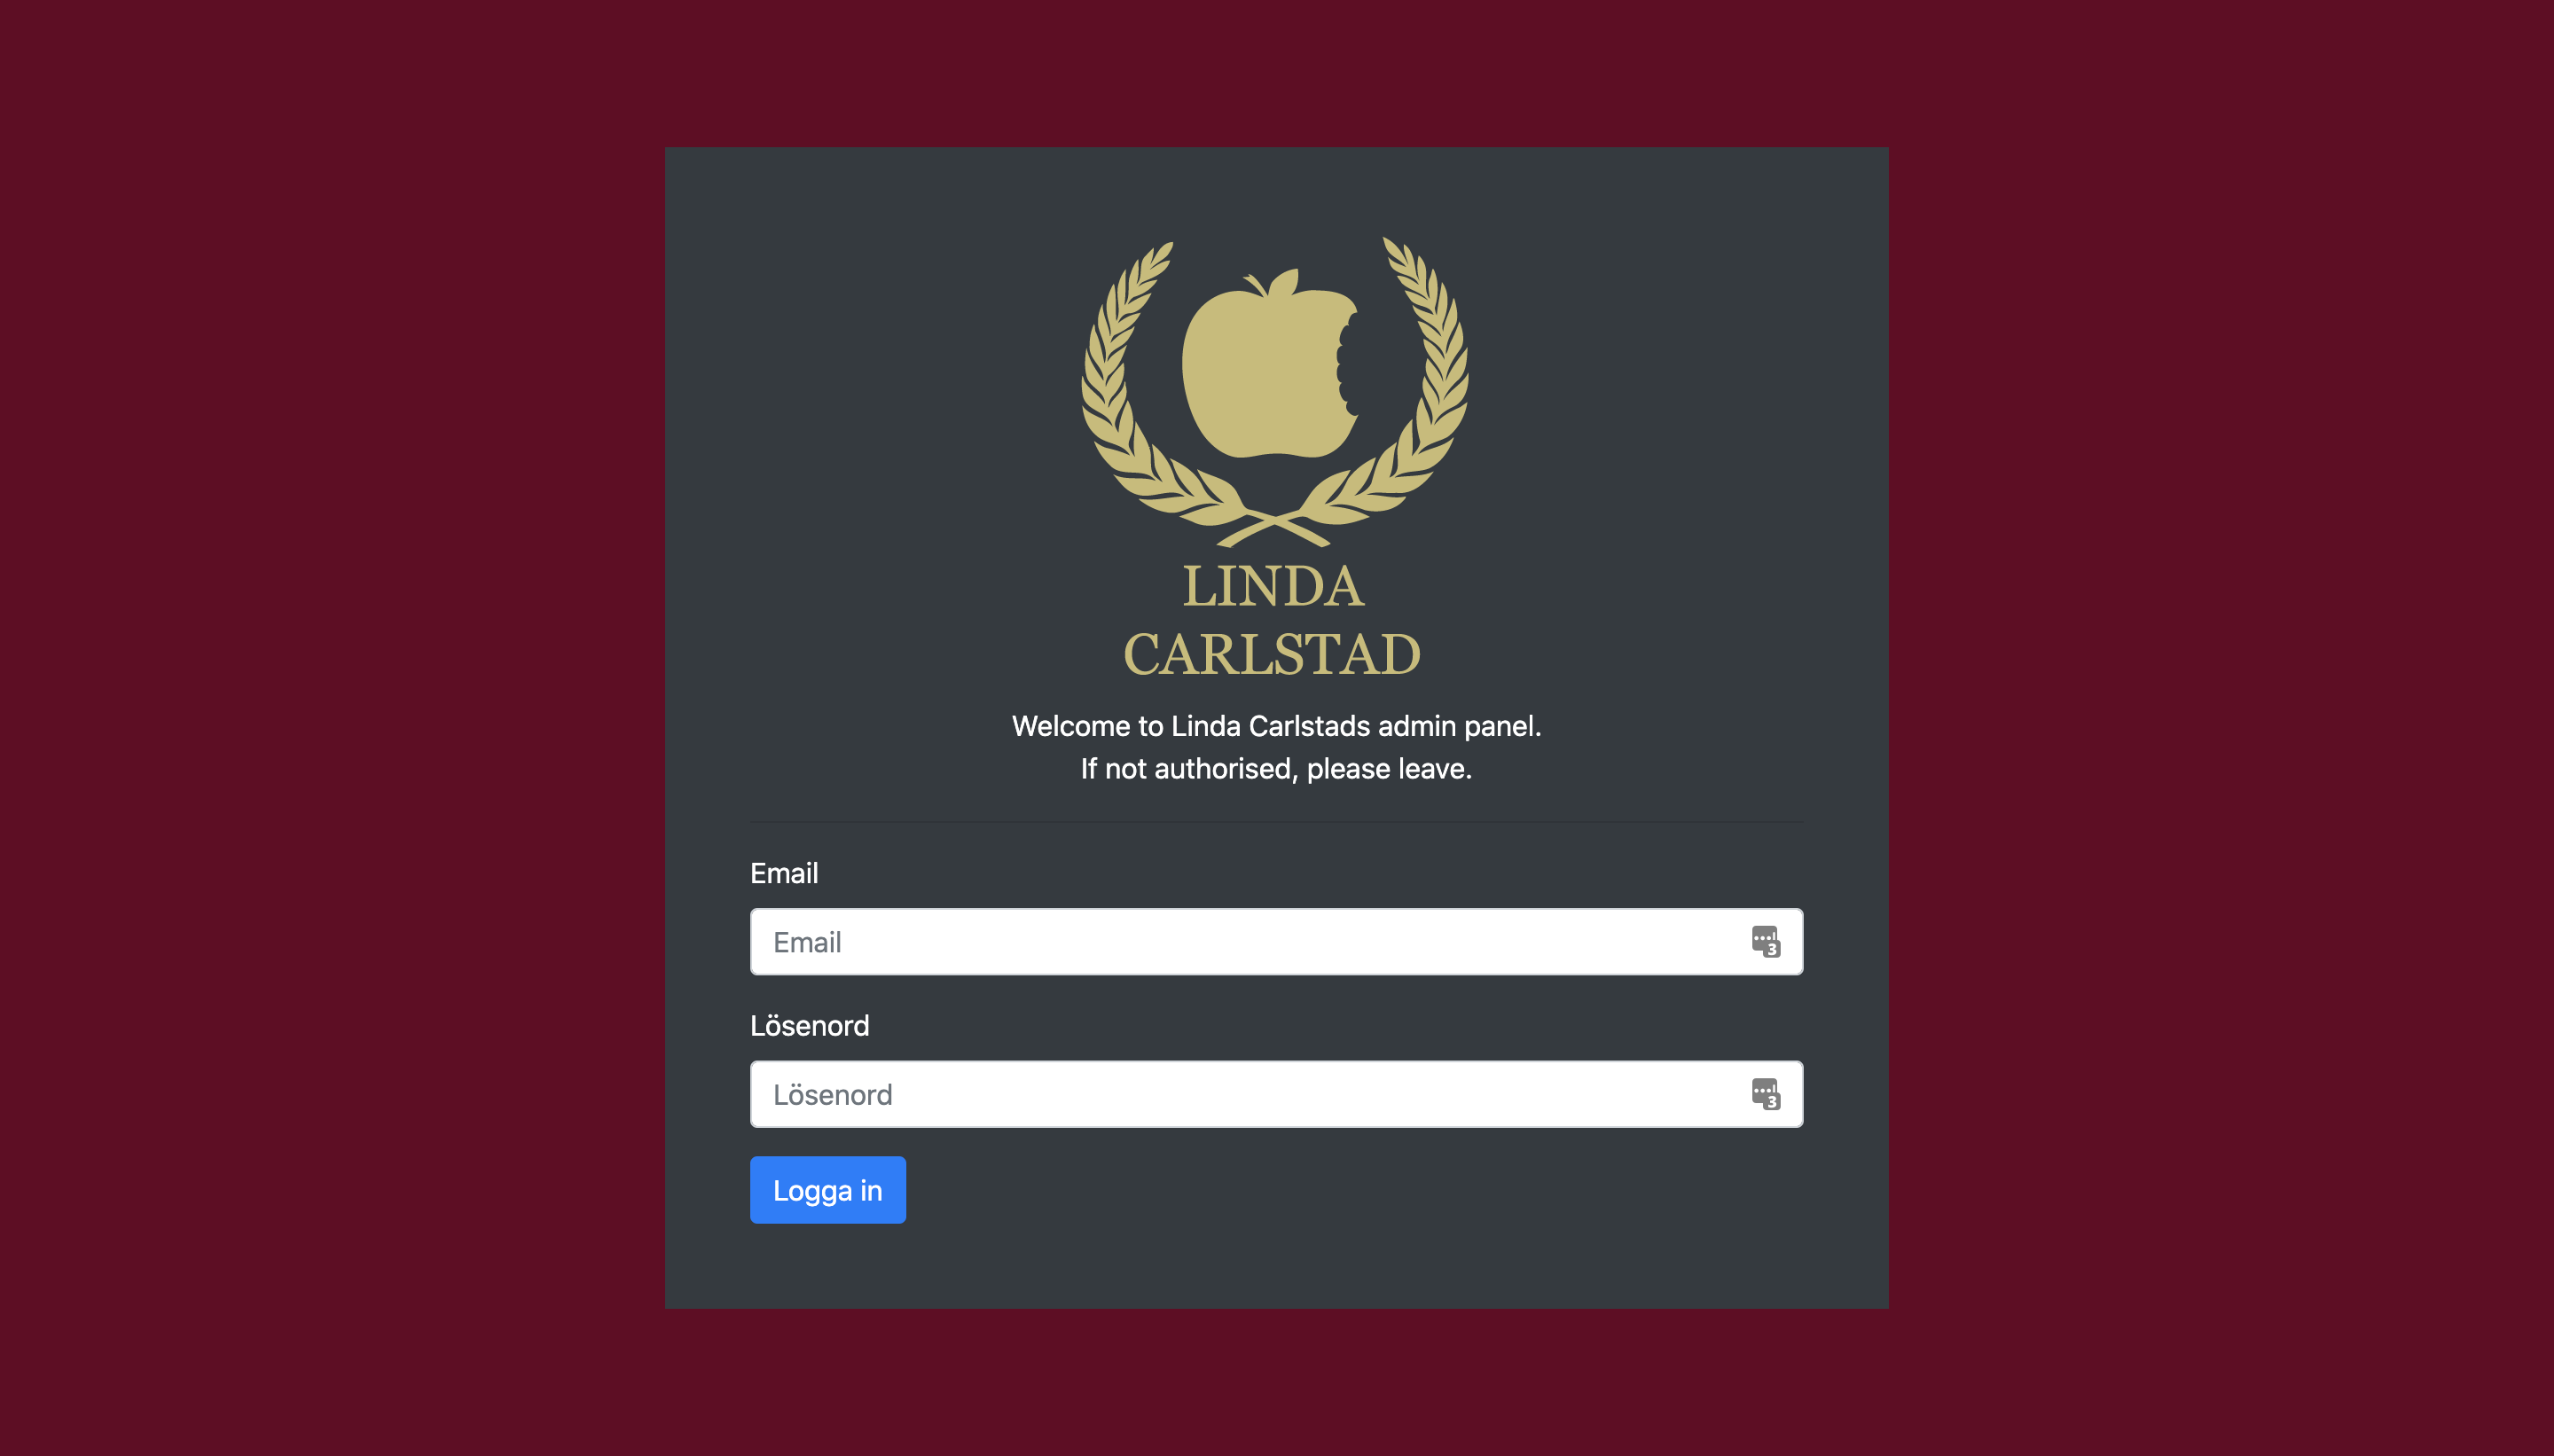 LINDA
CARLSTAD
Welcome to Linda Carlstads admin panel.
If not authorised, please leave.
Email
Email
3
Lösenord
Lösenord
3
Logga in